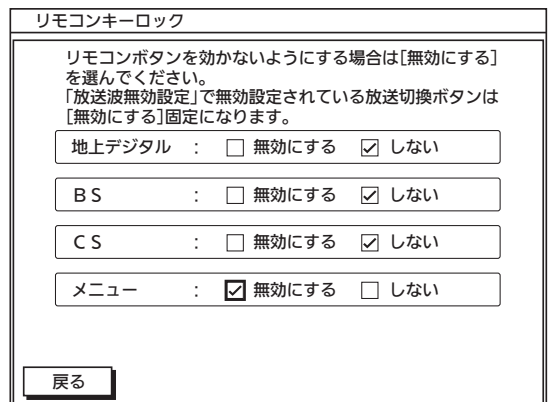 リモコンキーロック
リモコンボタンを効かないようにする場合は[無効にする]
を選んでください。
「放送波無効設定」で無効設定されている放送切換ボタンは
[無効にする]固定になります。
地上デジタル : 無効にする しない
BS : 無効にする しない
CS : 無効にする しない
メニュー : 無効にする しない
戻る